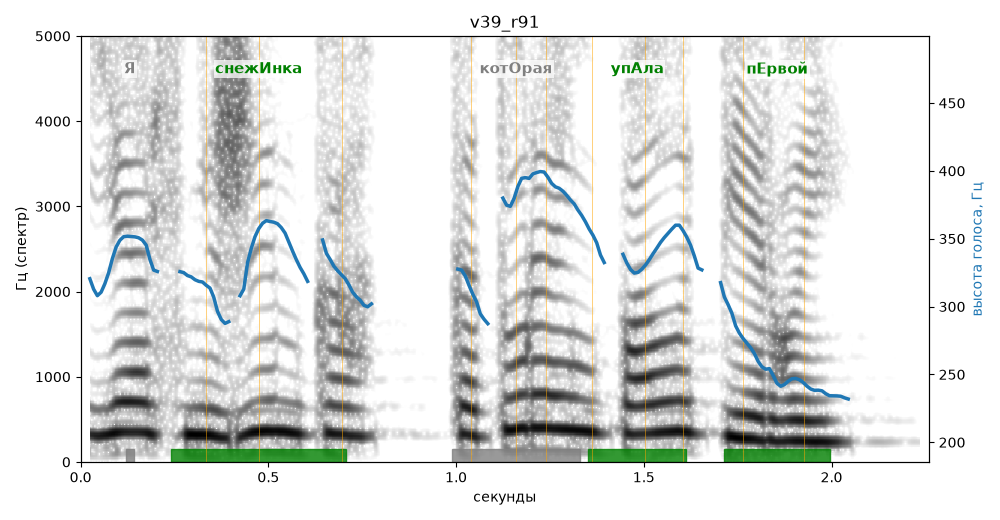 v39_r91
Я снежИнка котОрая упАла пЕрвой
5000
4000
3000
2000
1000
0
Гц (спектр)
450
400
350
300
250
200
высота голоса, Гц
0.0 0.5 1.0 1.5 2.0
секунды